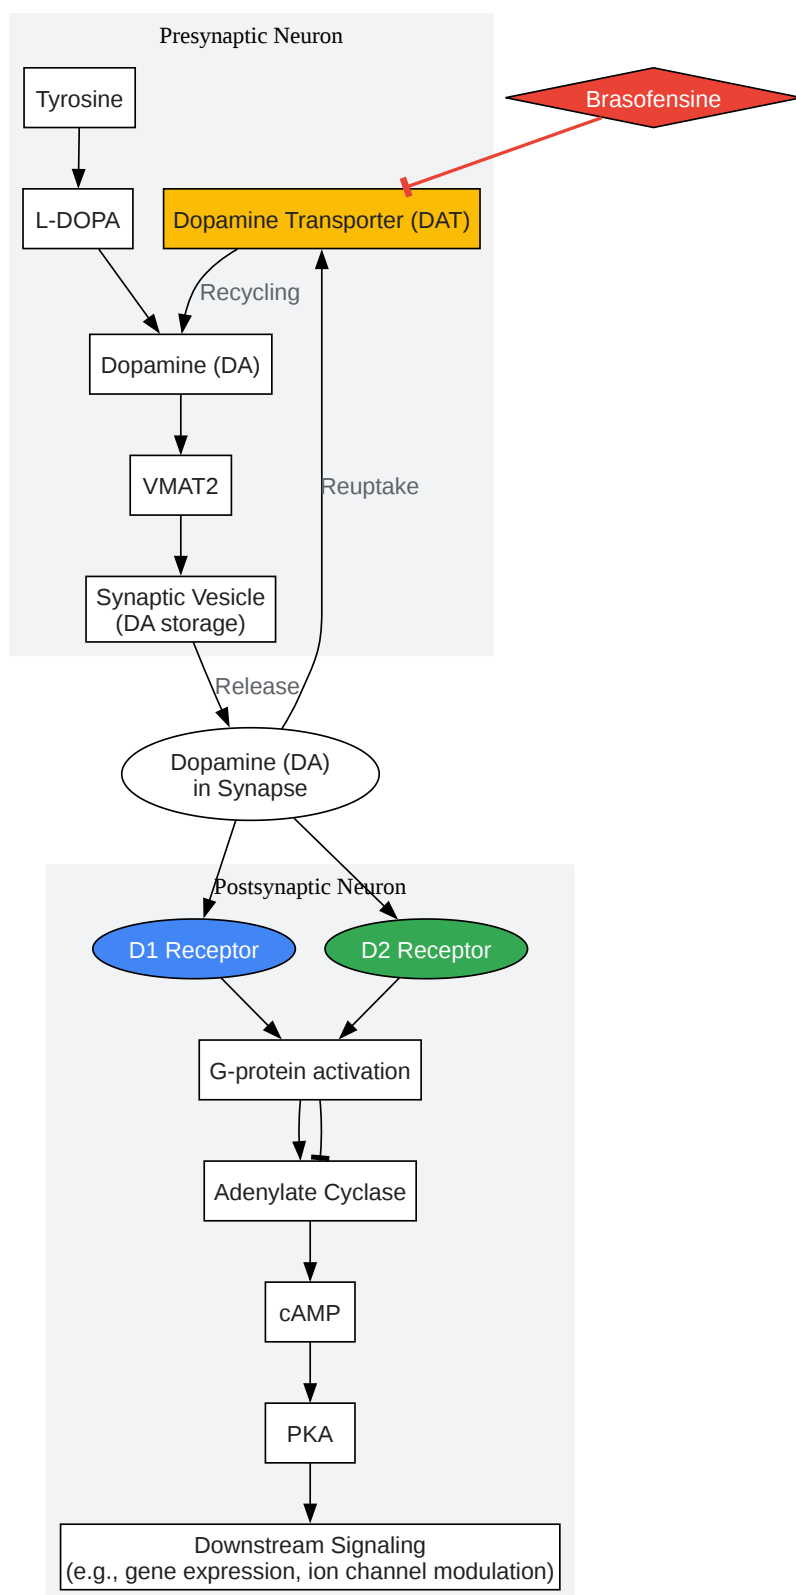 Presynaptic Neuron
Tyrosine
Brasofensine
L-DOPA
Dopamine Transporter (DAT)
Recycling
Dopamine (DA)
VMAT2
Reuptake
Synaptic Vesicle
(DA storage)
Release
Dopamine (DA)
in Synapse
Postsynaptic Neuron
D1 Receptor
D2 Receptor
G-protein activation
Adenylate Cyclase
cAMP
PKA
Downstream Signaling
(e.g., gene expression, ion channel modulation)